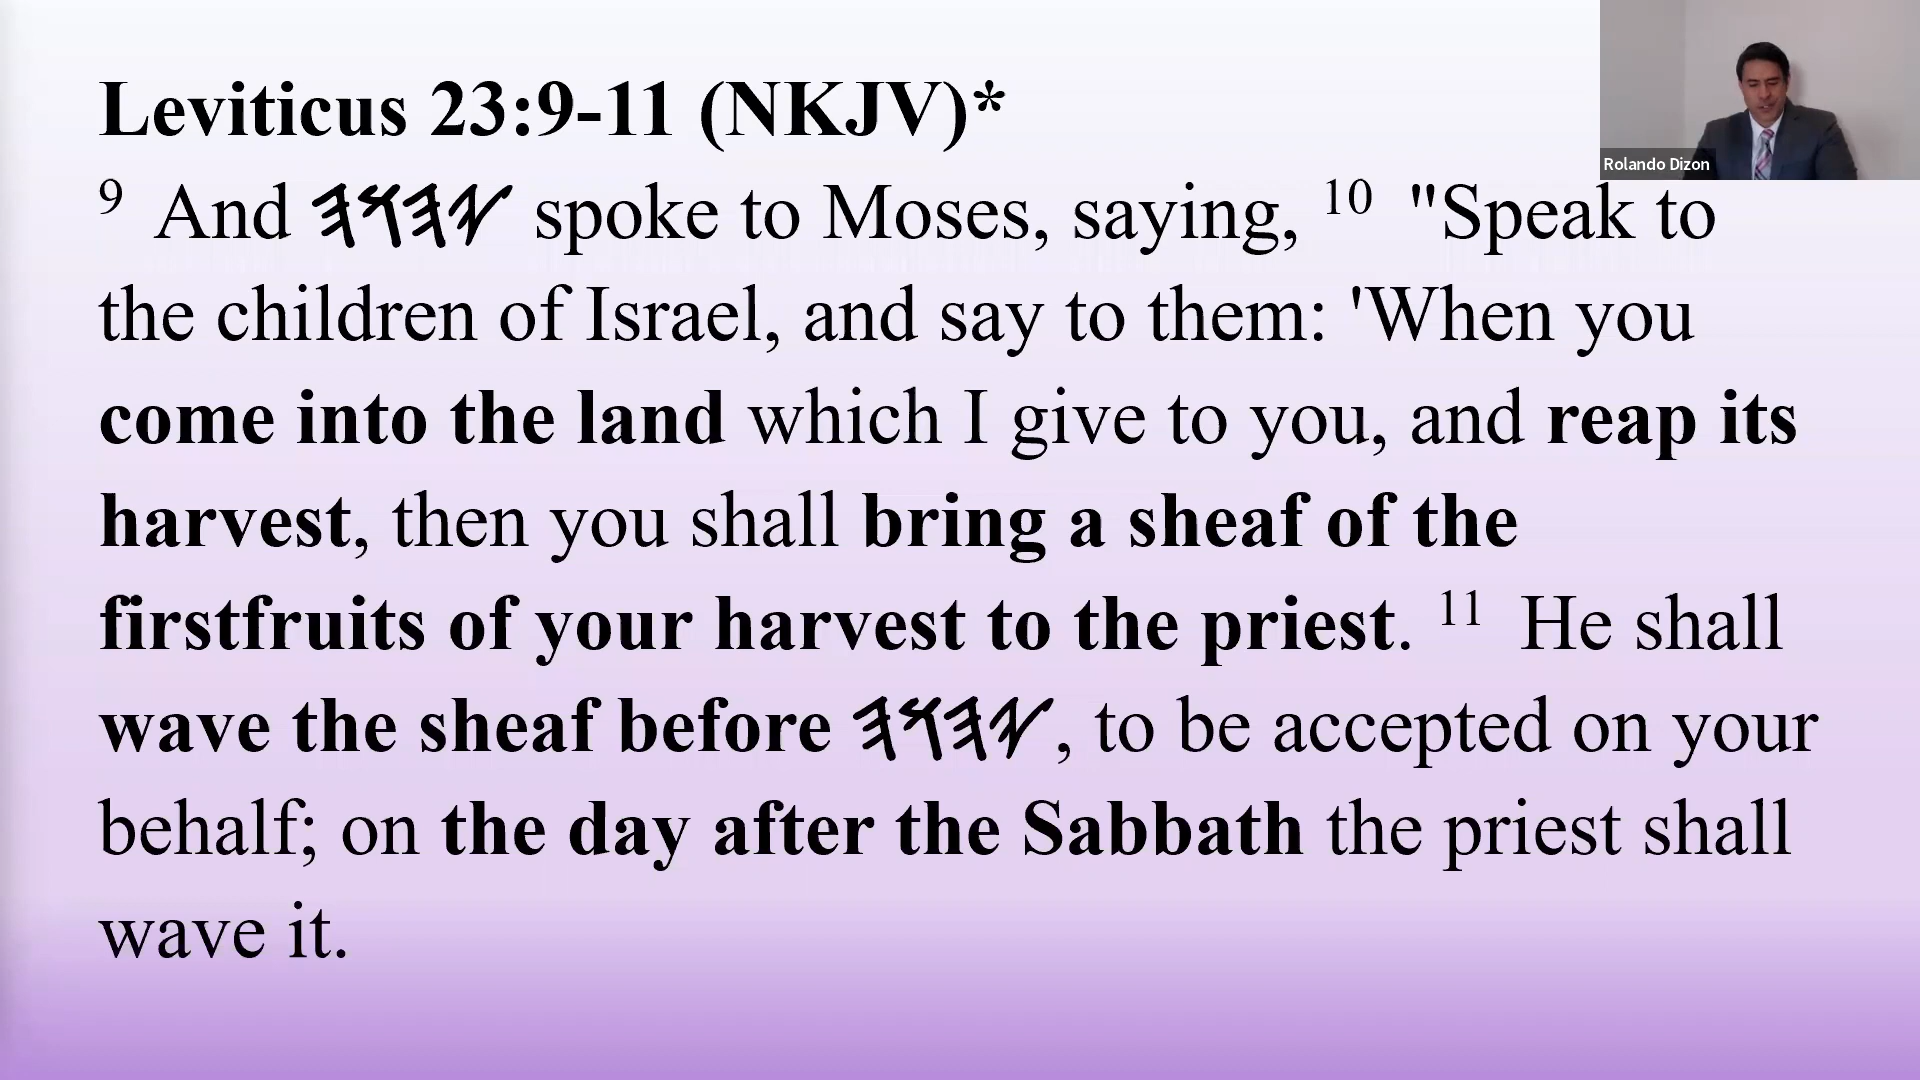 Leviticus 23:9-11 (NKJV)*
Rolando Dizon
9 And 𐤉𐤄𐤅𐤄 spoke to Moses, saying, 10 "Speak to
the children of Israel, and say to them: 'When you
come into the land which I give to you, and reap its
harvest, then you shall bring a sheaf of the
firstfruits of your harvest to the priest. 11 He shall
wave the sheaf before 𐤉𐤄𐤅𐤄, to be accepted on your
behalf; on the day after the Sabbath the priest shall
wave it.